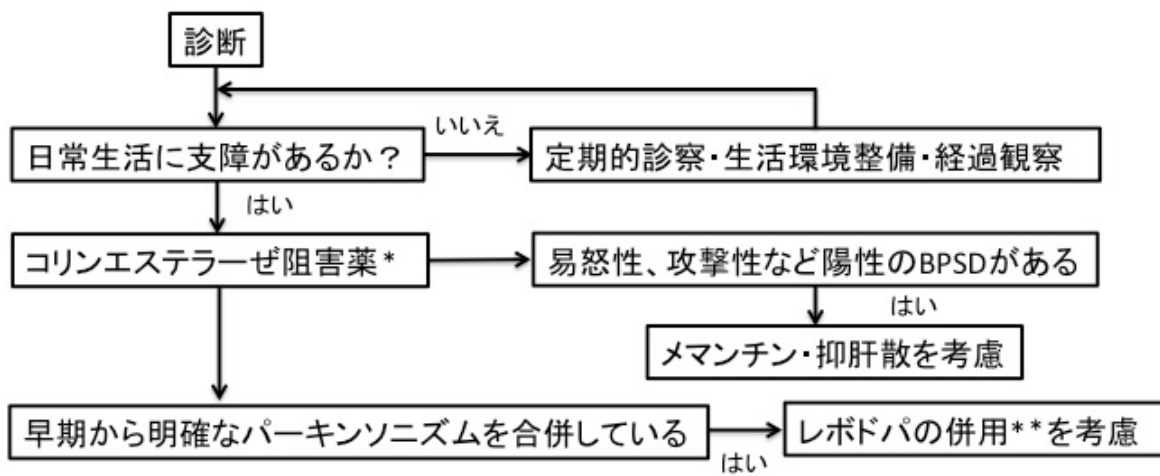 診断
日常生活に支障があるか？
いいえ
定期的診察・生活環境整備・経過観察
はい
コリンエステラーぜ阻害薬*
易怒性、攻撃性など陽性のBPSDがある
はい
メマンチン・抑肝散を考慮
早期から明確なパーキンソニズムを合併している
はい
レボドパの併用**を考慮